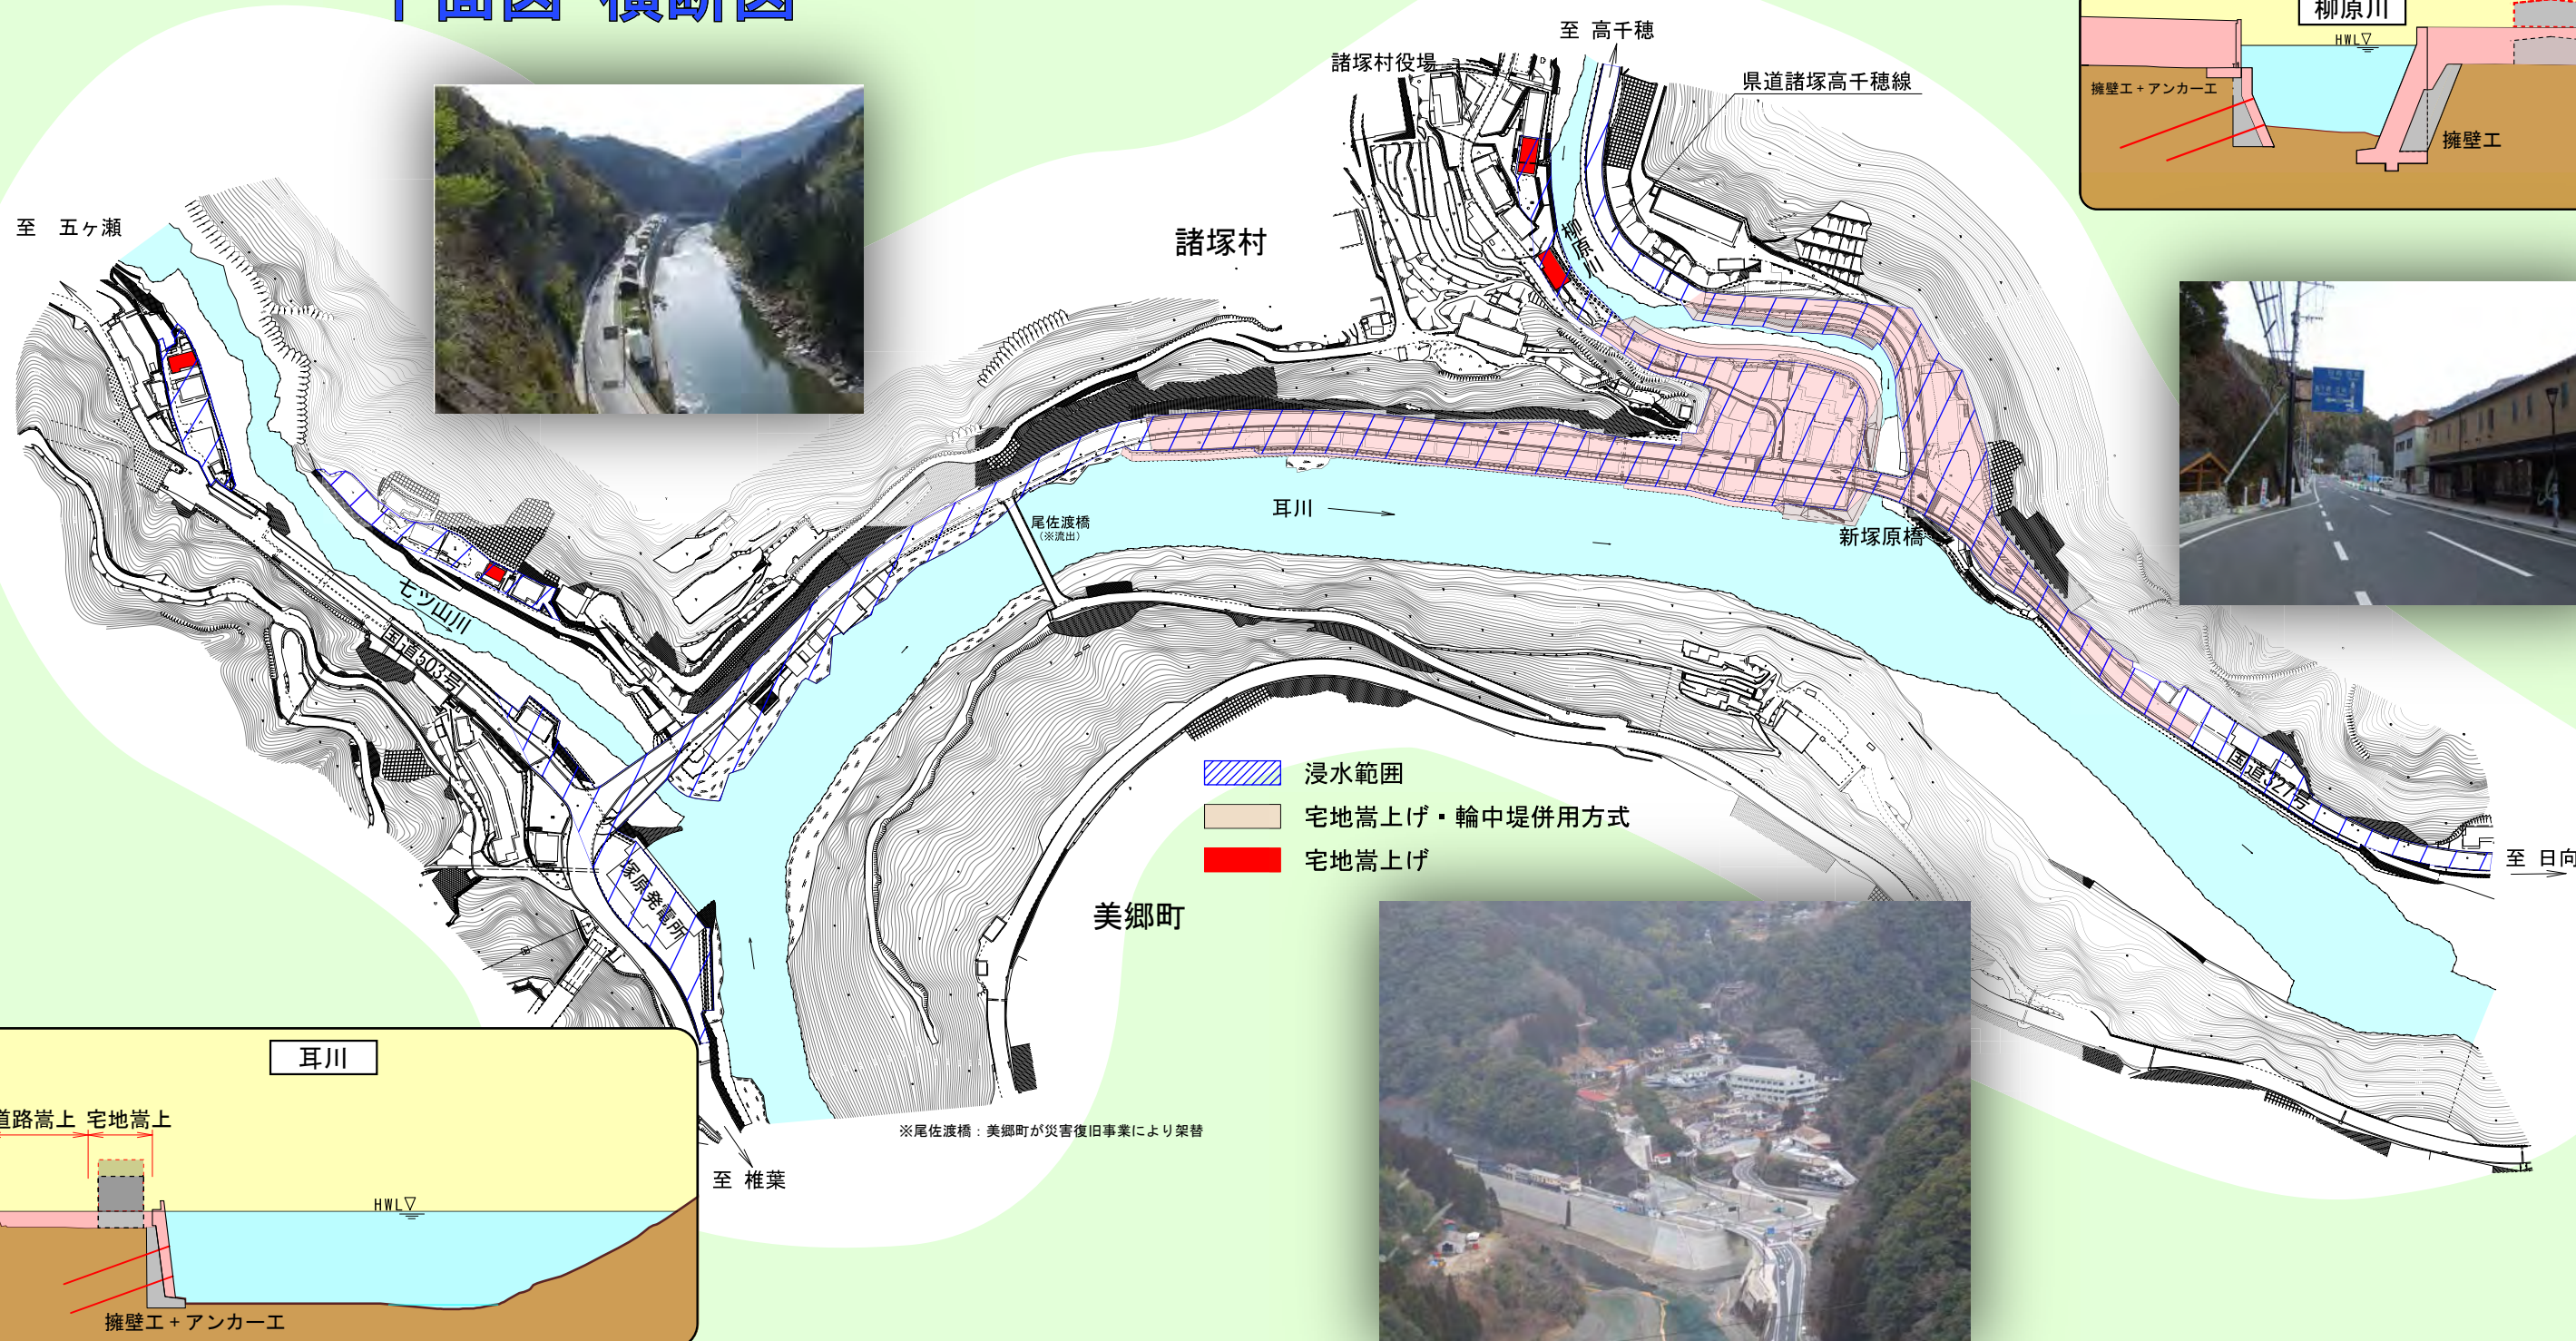 平面図 横断図
柳原川
HWL
擁壁工+アンカー工
擁壁工
至 高千穂
諸塚村役場
県道諸塚高千穂線
至 五ヶ瀬
諸塚村
柳原川
耳川
尾佐渡橋
(※流出)
新塚原橋
七ツ山川
国道503号
国道327号
至 日向
塚原発電所
浸水範囲
宅地嵩上げ・輪中堤併用方式
宅地嵩上げ
美郷町
※尾佐渡橋:美郷町が災害復旧事業により架替
至 椎葉
耳川
道路嵩上 宅地嵩上
HWL
擁壁工+アンカー工